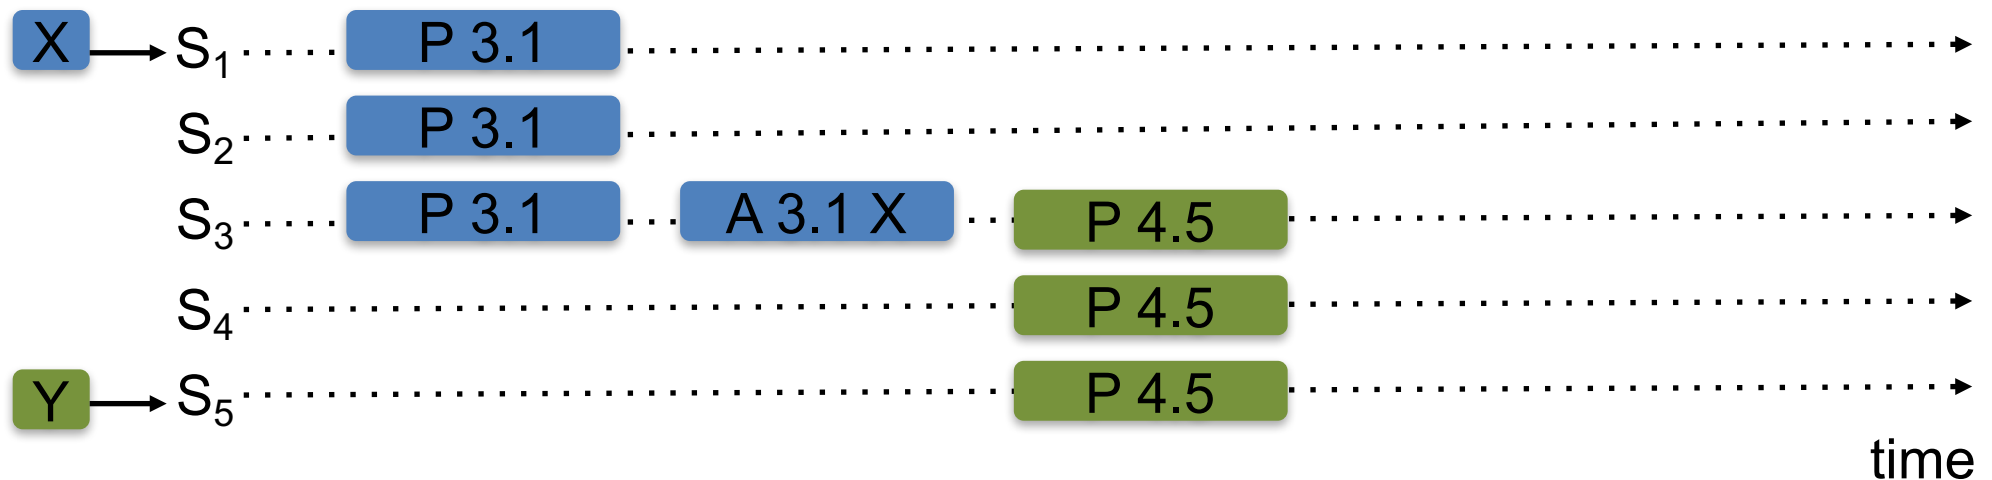 X S₁ P 3.1
S₂ P 3.1
S₃ P 3.1 A 3.1 X P 4.5
S₄ P 4.5
Y S₅ P 4.5
time